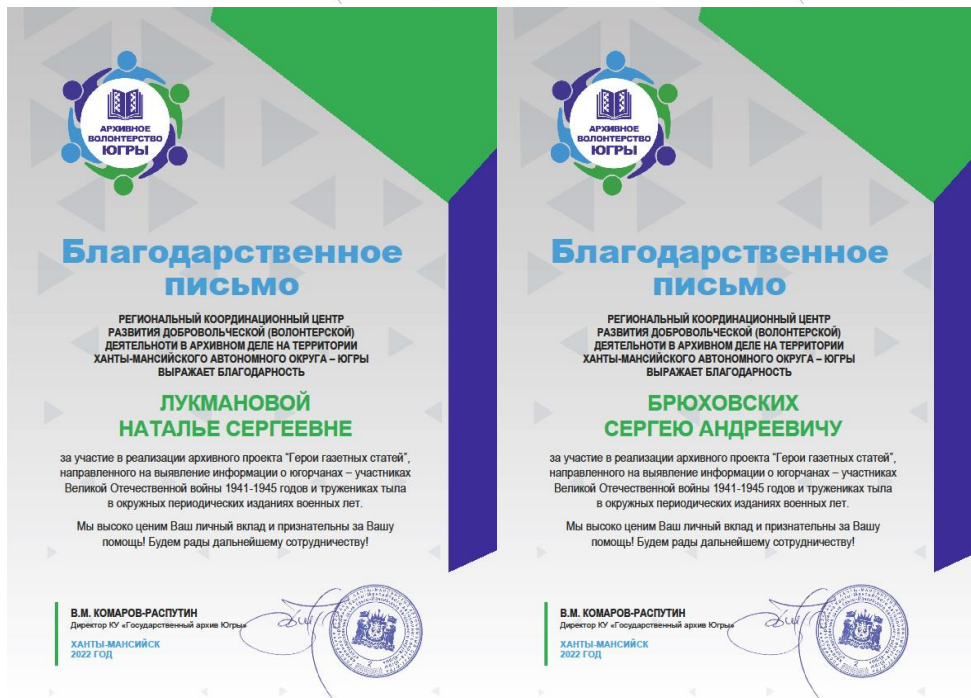 АРХИВНОЕ
ВОЛОНТЕРСТВО
ЮГРЫ
Благодарственное
письмо
РЕГИОНАЛЬНЫЙ КООРДИНАЦИОННЫЙ ЦЕНТР
РАЗВИТИЯ ДОБРОВОЛЬЧЕСКОЙ (ВОЛОНТЕРСКОЙ)
ДЕЯТЕЛЬНОТИ В АРХИВНОМ ДЕЛЕ НА ТЕРРИТОРИИ
ХАНТЫ-МАНСИЙСКОГО АВТОНОМНОГО ОКРУГА – ЮГРЫ
ВЫРАЖАЕТ БЛАГОДАРНОСТЬ
ЛУКМАНОВОЙ
НАТАЛЬЕ СЕРГЕЕВНЕ
за участие в реализации архивного проекта "Герои газетных статей",
направленного на выявление информации о югорчанах – участниках
Великой Отечественной войны 1941-1945 годов и тружениках тыла
в окружных периодических изданиях военных лет.
Мы высоко ценим Ваш личный вклад и признательны за Вашу
помощь! Будем рады дальнейшему сотрудничеству!
В.М. КОМАРОВ-РАСПУТИН
Директор КУ «Государственный архив Югры»
ХАНТЫ-МАНСИЙСК
2022 ГОД
АРХИВНОЕ
ВОЛОНТЕРСТВО
ЮГРЫ
Благодарственное
письмо
РЕГИОНАЛЬНЫЙ КООРДИНАЦИОННЫЙ ЦЕНТР
РАЗВИТИЯ ДОБРОВОЛЬЧЕСКОЙ (ВОЛОНТЕРСКОЙ)
ДЕЯТЕЛЬНОТИ В АРХИВНОМ ДЕЛЕ НА ТЕРРИТОРИИ
ХАНТЫ-МАНСИЙСКОГО АВТОНОМНОГО ОКРУГА – ЮГРЫ
ВЫРАЖАЕТ БЛАГОДАРНОСТЬ
БРЮХОВСКИХ
СЕРГЕЮ АНДРЕЕВИЧУ
за участие в реализации архивного проекта "Герои газетных статей",
направленного на выявление информации о югорчанах – участниках
Великой Отечественной войны 1941-1945 годов и тружениках тыла
в окружных периодических изданиях военных лет.
Мы высоко ценим Ваш личный вклад и признательны за Вашу
помощь! Будем рады дальнейшему сотрудничеству!
В.М. КОМАРОВ-РАСПУТИН
Директор КУ «Государственный архив Югры»
ХАНТЫ-МАНСИЙСК
2022 ГОД